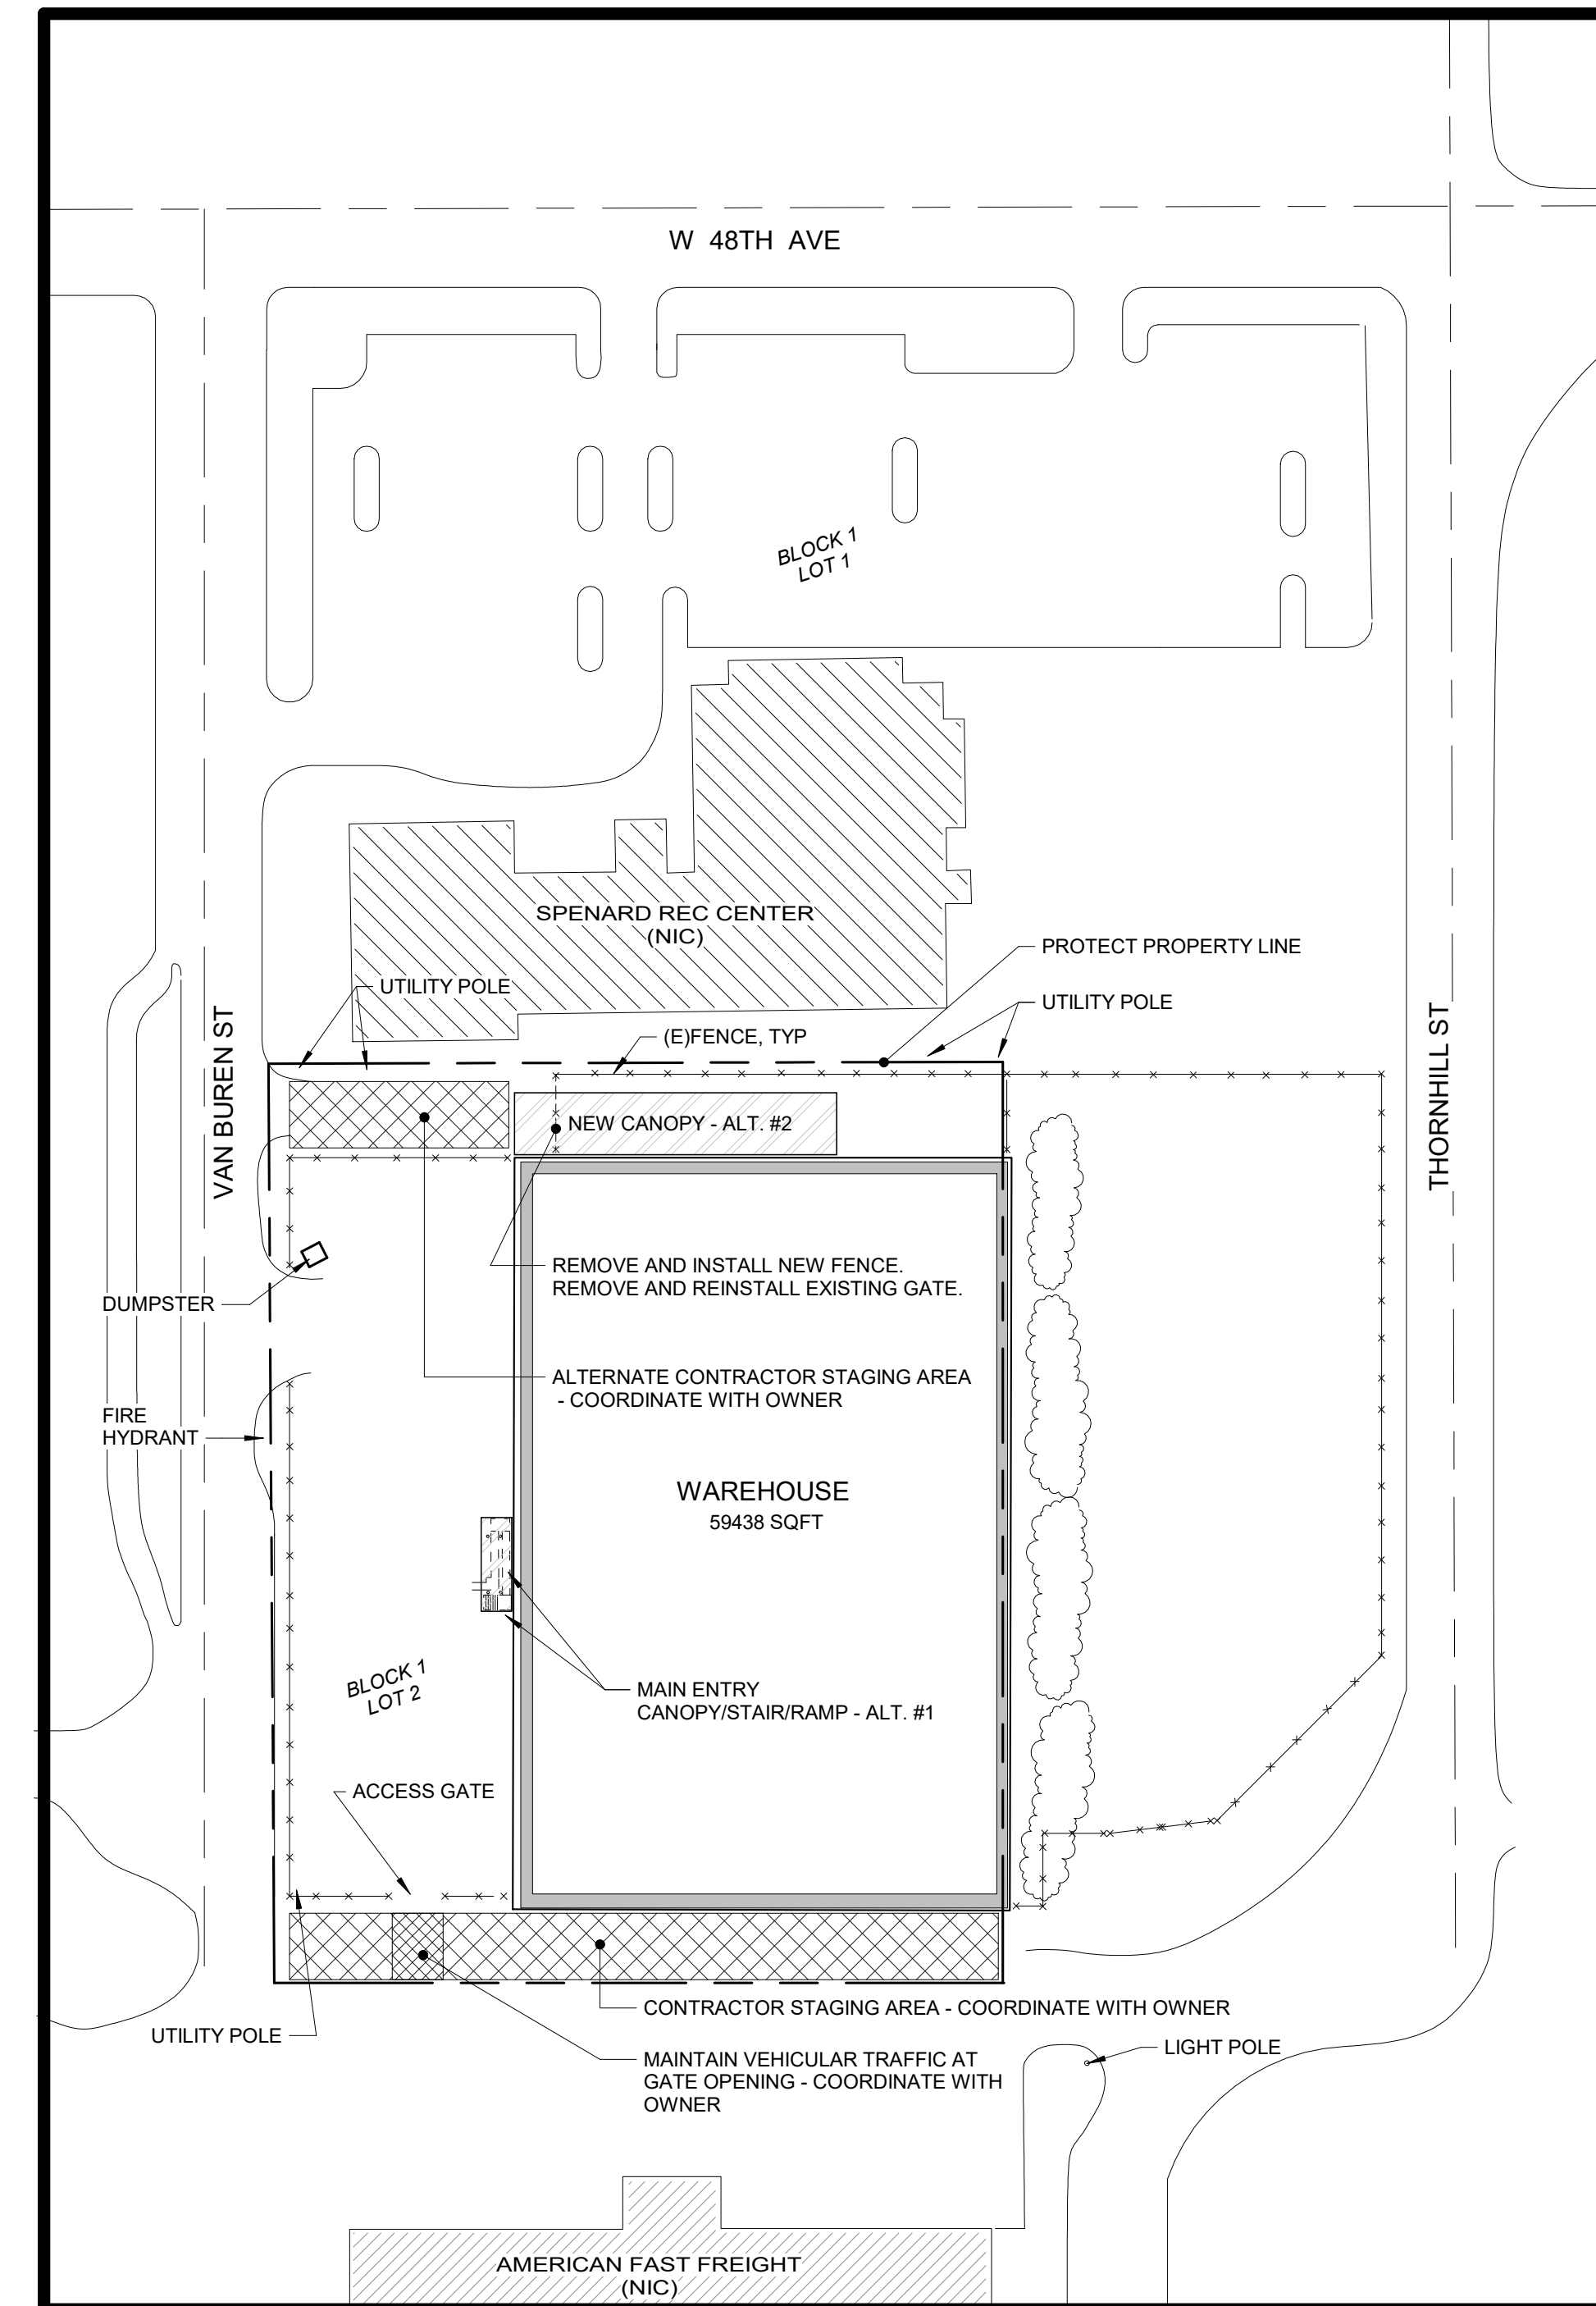 W 48TH AVE
BLOCK 1
LOT 1
SPENARD REC CENTER
(NIC)
PROTECT PROPERTY LINE
UTILITY POLE
UTILITY POLE
(E)FENCE, TYP
VAN BUREN ST
THORNHILL ST
NEW CANOPY - ALT. #2
REMOVE AND INSTALL NEW FENCE.
REMOVE AND REINSTALL EXISTING GATE.
DUMPSTER
ALTERNATE CONTRACTOR STAGING AREA
- COORDINATE WITH OWNER
FIRE
HYDRANT
WAREHOUSE
59438 SQFT
BLOCK 1
LOT 2
MAIN ENTRY
CANOPY/STAIR/RAMP - ALT. #1
ACCESS GATE
CONTRACTOR STAGING AREA - COORDINATE WITH OWNER
UTILITY POLE
LIGHT POLE
MAINTAIN VEHICULAR TRAFFIC AT
GATE OPENING - COORDINATE WITH
OWNER
AMERICAN FAST FREIGHT
(NIC)